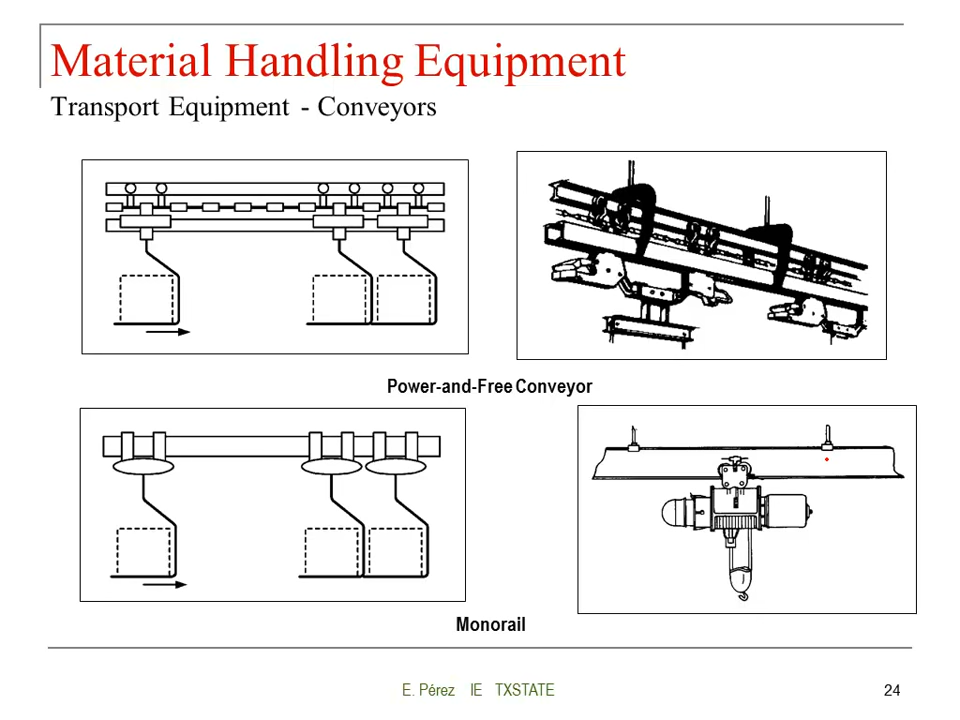 Material Handling Equipment
Transport Equipment - Conveyors
Power-and-Free Conveyor
Monorail
E. Pérez IE TXSTATE
24